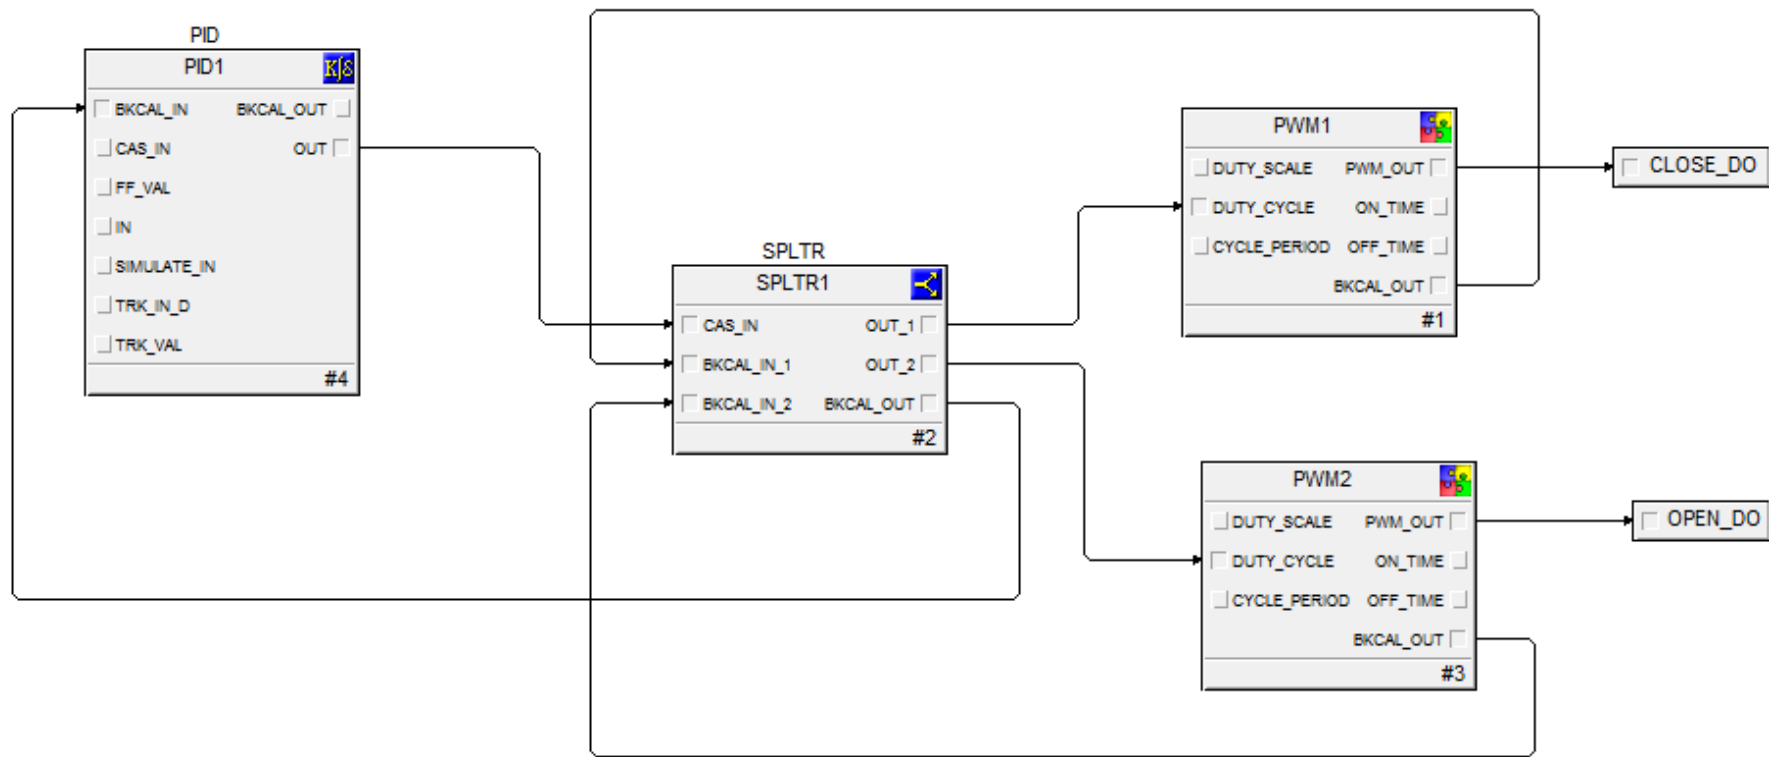 PID
PID1
BKCAL_IN BKCAL_OUT
CAS_IN OUT
FF_VAL
IN
SIMULATE_IN
TRK_IN_D
TRK_VAL
#4
SPLTR
SPLTR1
CAS_IN OUT_1
BKCAL_IN_1 OUT_2
BKCAL_IN_2 BKCAL_OUT
#2
PWM1
DUTY_SCALE PWM_OUT
DUTY_CYCLE ON_TIME
CYCLE_PERIOD OFF_TIME
BKCAL_OUT
#1
CLOSE_DO
PWM2
DUTY_SCALE PWM_OUT
DUTY_CYCLE ON_TIME
CYCLE_PERIOD OFF_TIME
BKCAL_OUT
#3
OPEN_DO